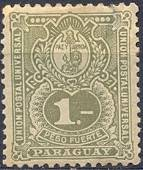 PAZ Y JUSTICIA
UNION POSTAL UNIVERSAL
UNION POSTAL UNIVERSAL
1.-
PESO FUERTE
PARAGUAY